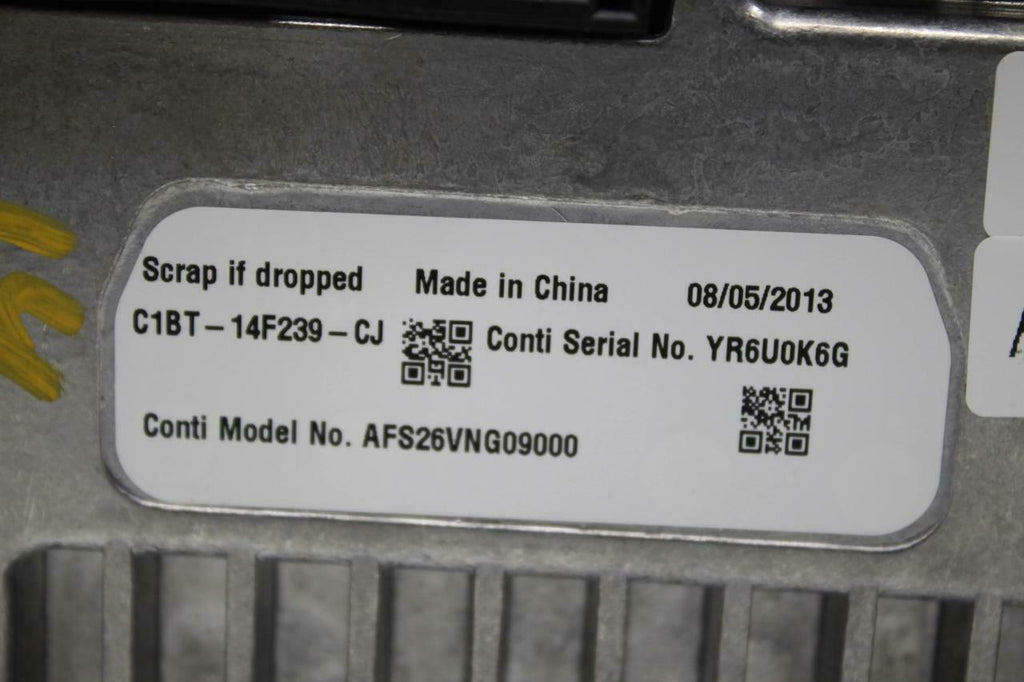 Scrap if dropped Made in China 08/05/2013
C1BT-14F239-CJ Conti Serial No. YR6U0K6G
Conti Model No. AFS26VNG09000